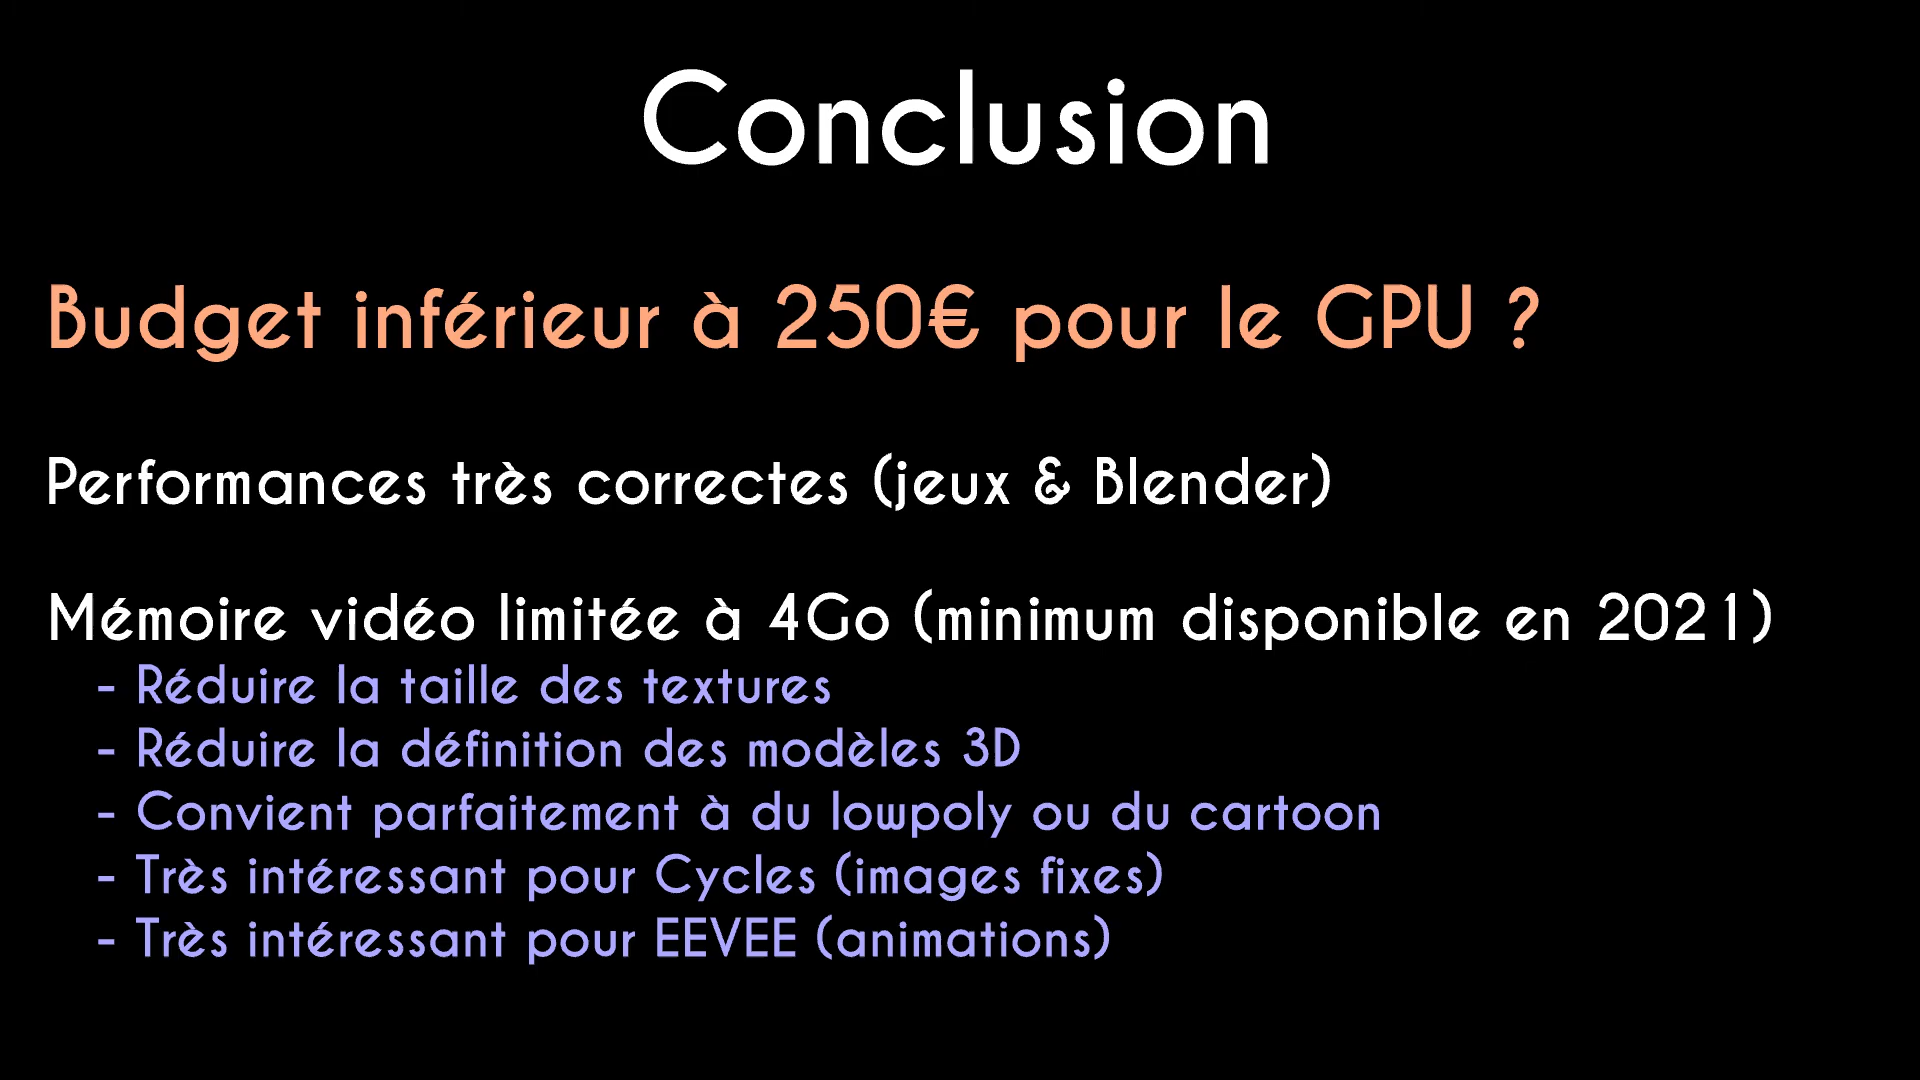 Conclusion
Budget inférieur à 250€ pour le GPU ?
Performances très correctes (jeux & Blender)
Mémoire vidéo limitée à 4Go (minimum disponible en 2021)
- Réduire la taille des textures
- Réduire la définition des modèles 3D
- Convient parfaitement à du lowpoly ou du cartoon
- Très intéressant pour Cycles (images fixes)
- Très intéressant pour EEVEE (animations)